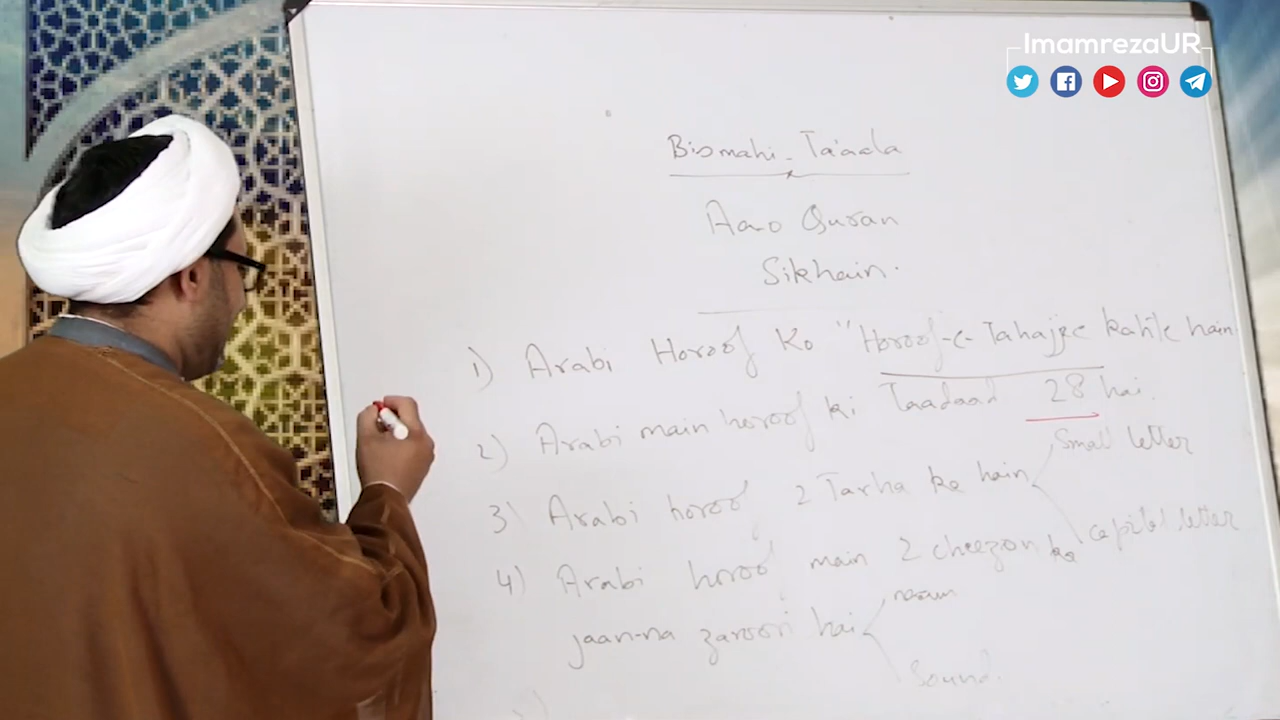 ImamrezaUR
Bismahi-Ta'aala
Aao Quran
Sikhain.
1) Arabi Horoof Ko "Horoof-e-Tahajjee kahte hain
2) Arabi main horoof ki Taadaad 28 hai.
3) Arabi horoof 2 Tarha ke hain
Small letter
capital letter
4) Arabi horoof main 2 cheezon ka
jaan-na zaroori hai
naam
Sound.